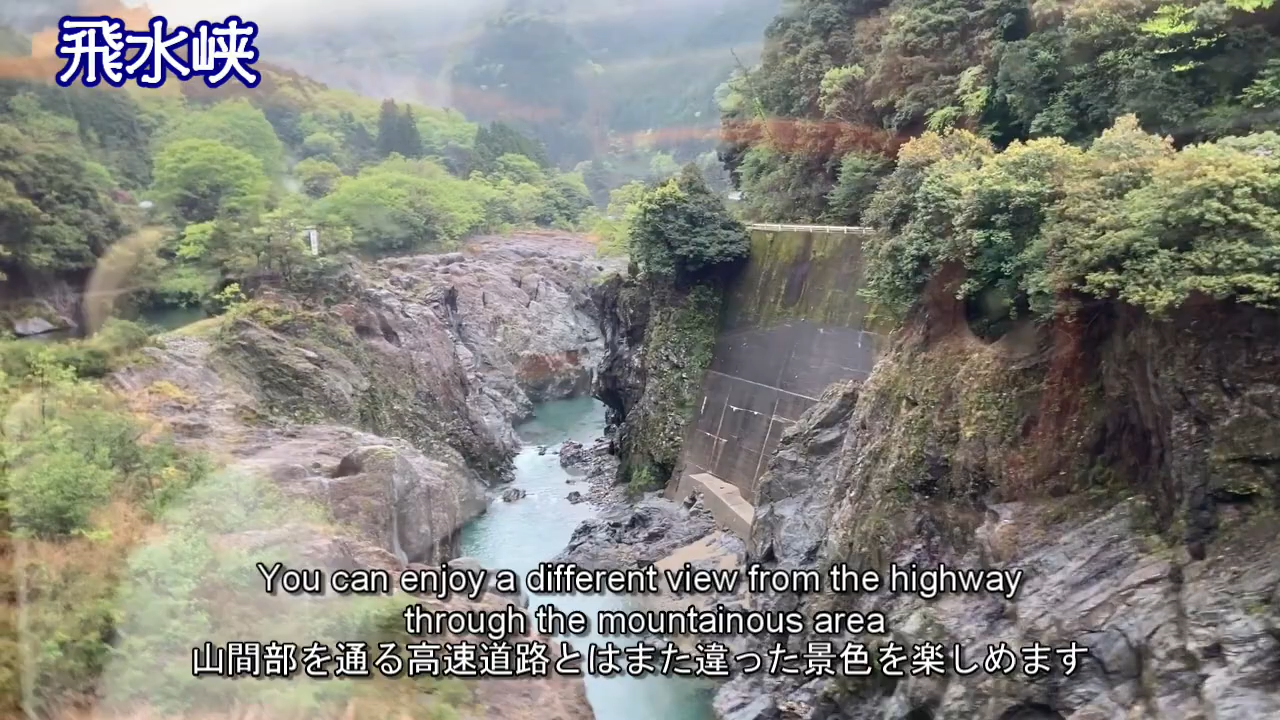 飛水峡
You can enjoy a different view from the highway
through the mountainous area
山間部を通る高速道路とはまた違った景色を楽しめます